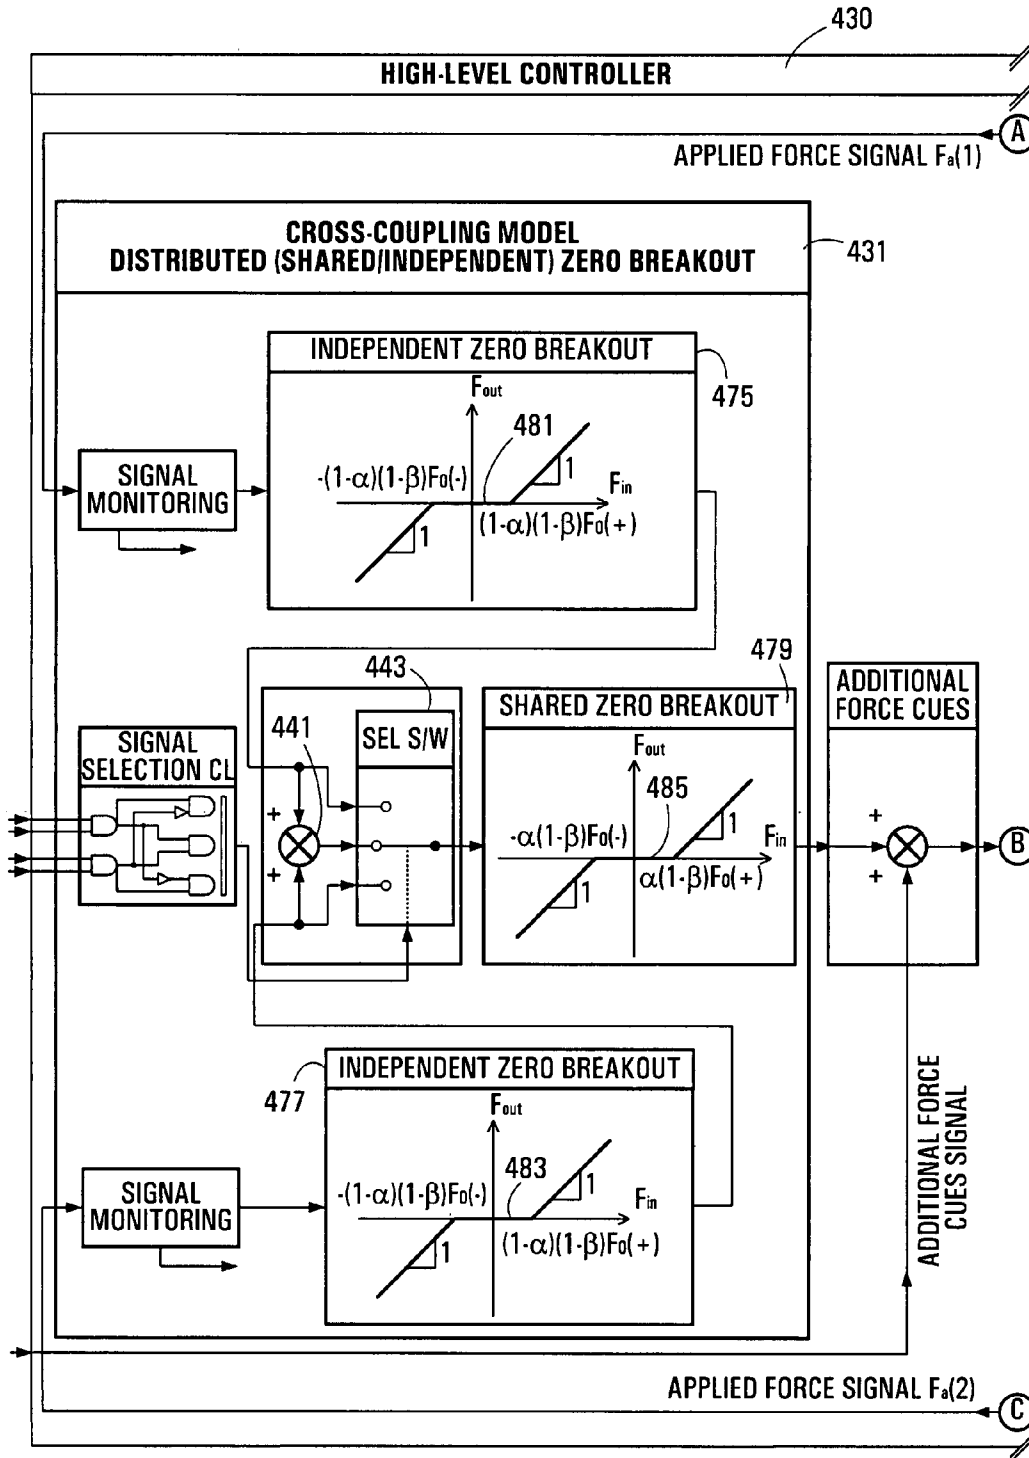 430
HIGH-LEVEL CONTROLLER
A
APPLIED FORCE SIGNAL Fa(1)
CROSS-COUPLING MODEL
DISTRIBUTED (SHARED/INDEPENDENT) ZERO BREAKOUT
431
INDEPENDENT ZERO BREAKOUT
475
Fout
481
SIGNAL
MONITORING
-(1-α)(1-β)F0(-)
1
Fin
(1-α)(1-β)F0(+)
1
443
479
SIGNAL
SELECTION CL
441
SEL S/W
SHARED ZERO BREAKOUT
ADDITIONAL
FORCE CUES
Fout
485
+
+
-α(1-β)F0(-)
1
Fin
α(1-β)F0(+)
1
+
+
B
INDEPENDENT ZERO BREAKOUT
477
Fout
483
SIGNAL
MONITORING
-(1-α)(1-β)F0(-)
1
Fin
(1-α)(1-β)F0(+)
1
ADDITIONAL FORCE
CUES SIGNAL
APPLIED FORCE SIGNAL Fa(2)
C